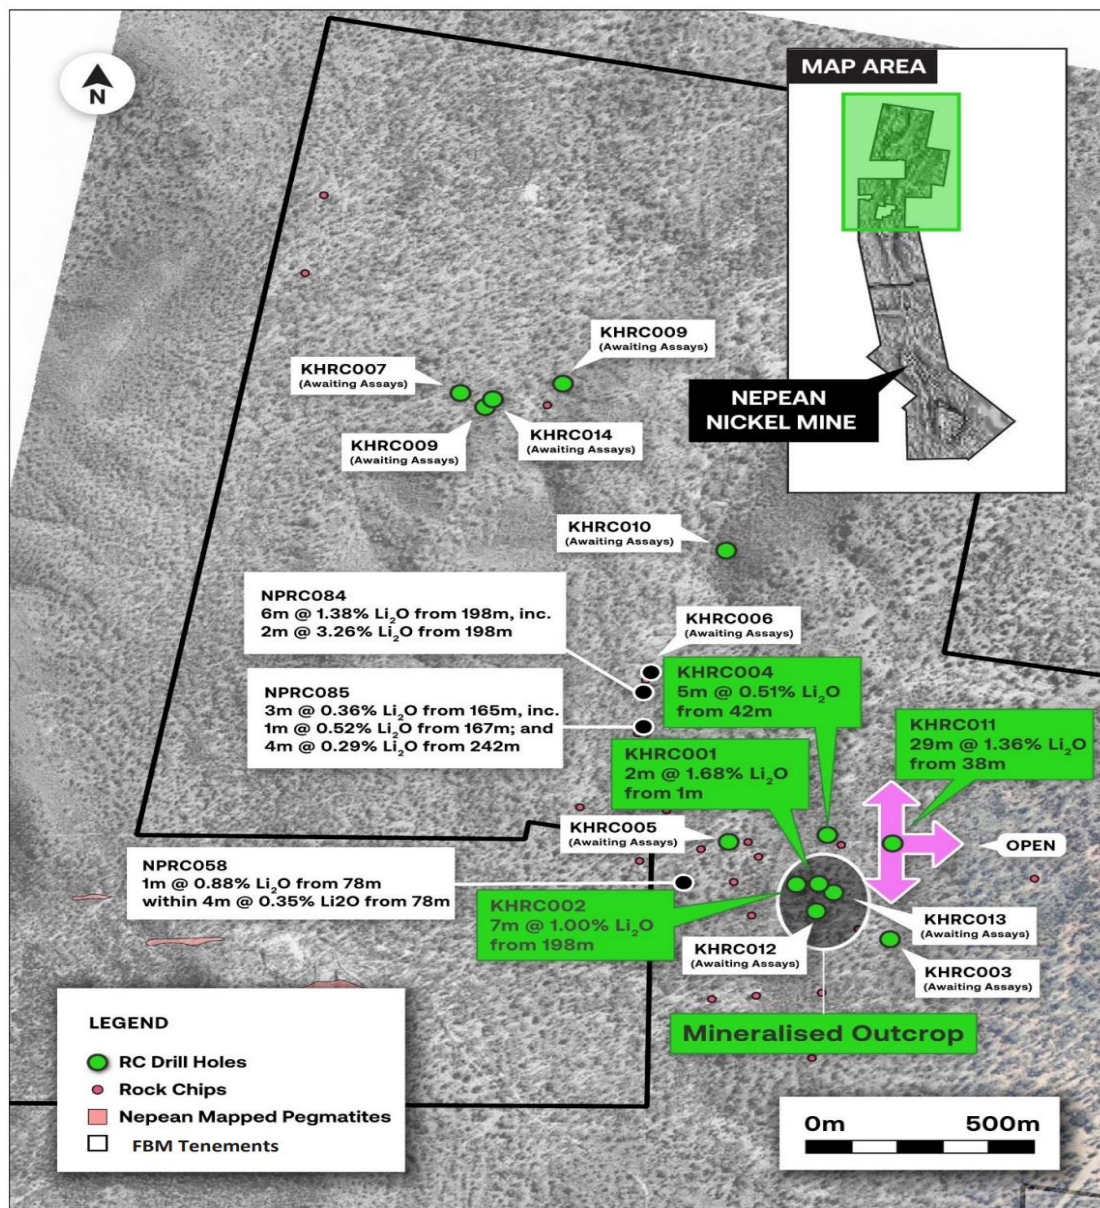 N
MAP AREA
NEPEAN
NICKEL MINE
KHRC009
(Awaiting Assays)
KHRC007
(Awaiting Assays)
KHRC009
(Awaiting Assays)
KHRC014
(Awaiting Assays)
KHRC010
(Awaiting Assays)
NPRC084
6m @ 1.38% Li₂O from 198m, inc.
2m @ 3.26% Li₂O from 198m
KHRC006
(Awaiting Assays)
KHRC004
5m @ 0.51% Li₂O
from 42m
NPRC085
3m @ 0.36% Li₂O from 165m, inc.
1m @ 0.52% Li₂O from 167m; and
4m @ 0.29% Li₂O from 242m
KHRC011
29m @ 1.36% Li₂O
from 38m
KHRC001
2m @ 1.68% Li₂O
from 1m
KHRC005
(Awaiting Assays)
OPEN
NPRC058
1m @ 0.88% Li₂O from 78m
within 4m @ 0.35% Li2O from 78m
KHRC002
7m @ 1.00% Li₂O
from 198m
KHRC013
(Awaiting Assays)
KHRC012
(Awaiting Assays)
KHRC003
(Awaiting Assays)
Mineralised Outcrop
LEGEND
RC Drill Holes
Rock Chips
Nepean Mapped Pegmatites
FBM Tenements
0m 500m